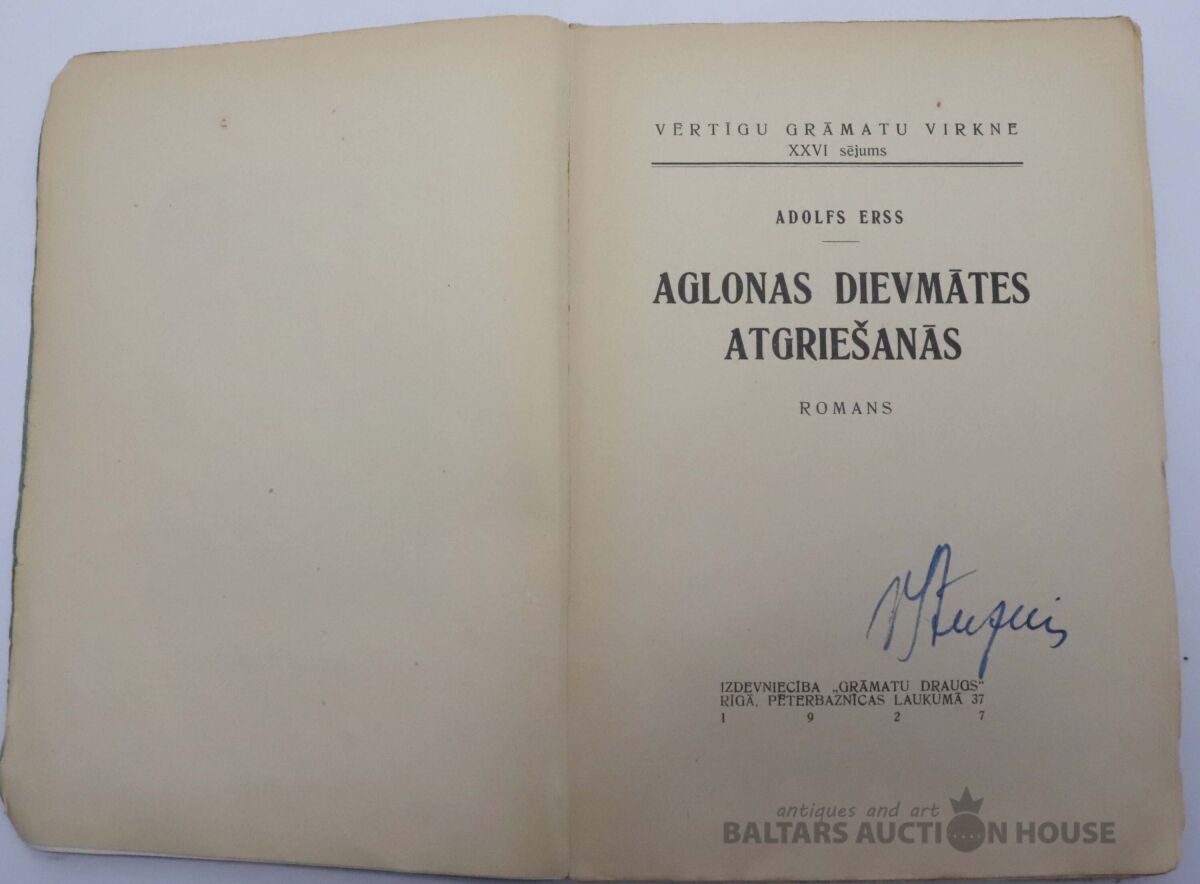 VĒRTĪGU GRĀMATU VIRKNE
XXVI sējums
ADOLFS ERSS
AGLONAS DIEVMĀTES
ATGRIEŠANĀS
ROMANS
IZDEVNIECĪBA „GRĀMATU DRAUGS“
RĪGĀ, PĒTERBAZNĪCAS LAUKUMĀ 37
1 9 2 7
antiques and art
BALTARS AUCTION HOUSE